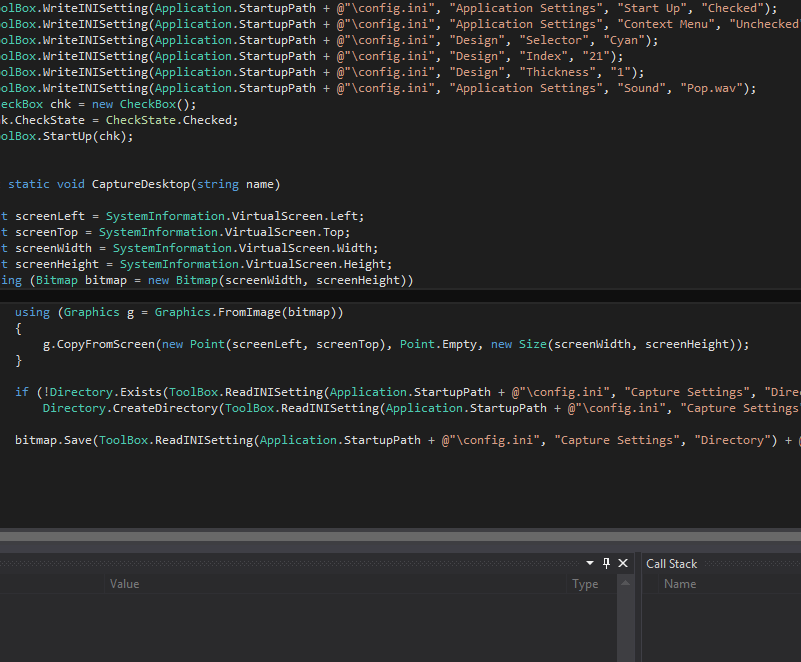 oolBox.WriteINISetting(Application.StartupPath + @"\config.ini", "Application Settings", "Start Up", "Checked");
oolBox.WriteINISetting(Application.StartupPath + @"\config.ini", "Application Settings", "Context Menu", "Unchecked"
oolBox.WriteINISetting(Application.StartupPath + @"\config.ini", "Design", "Selector", "Cyan");
oolBox.WriteINISetting(Application.StartupPath + @"\config.ini", "Design", "Index", "21");
oolBox.WriteINISetting(Application.StartupPath + @"\config.ini", "Design", "Thickness", "1");
oolBox.WriteINISetting(Application.StartupPath + @"\config.ini", "Application Settings", "Sound", "Pop.wav");
eckBox chk = new CheckBox();
k.CheckState = CheckState.Checked;
oolBox.StartUp(chk);
static void CaptureDesktop(string name)
t screenLeft = SystemInformation.VirtualScreen.Left;
t screenTop = SystemInformation.VirtualScreen.Top;
t screenWidth = SystemInformation.VirtualScreen.Width;
t screenHeight = SystemInformation.VirtualScreen.Height;
ing (Bitmap bitmap = new Bitmap(screenWidth, screenHeight))
using (Graphics g = Graphics.FromImage(bitmap))
{
g.CopyFromScreen(new Point(screenLeft, screenTop), Point.Empty, new Size(screenWidth, screenHeight));
}
if (!Directory.Exists(ToolBox.ReadINISetting(Application.StartupPath + @"\config.ini", "Capture Settings", "Dire
Directory.CreateDirectory(ToolBox.ReadINISetting(Application.StartupPath + @"\config.ini", "Capture Settings"
bitmap.Save(ToolBox.ReadINISetting(Application.StartupPath + @"\config.ini", "Capture Settings", "Directory") + @
Call Stack
Value Type Name